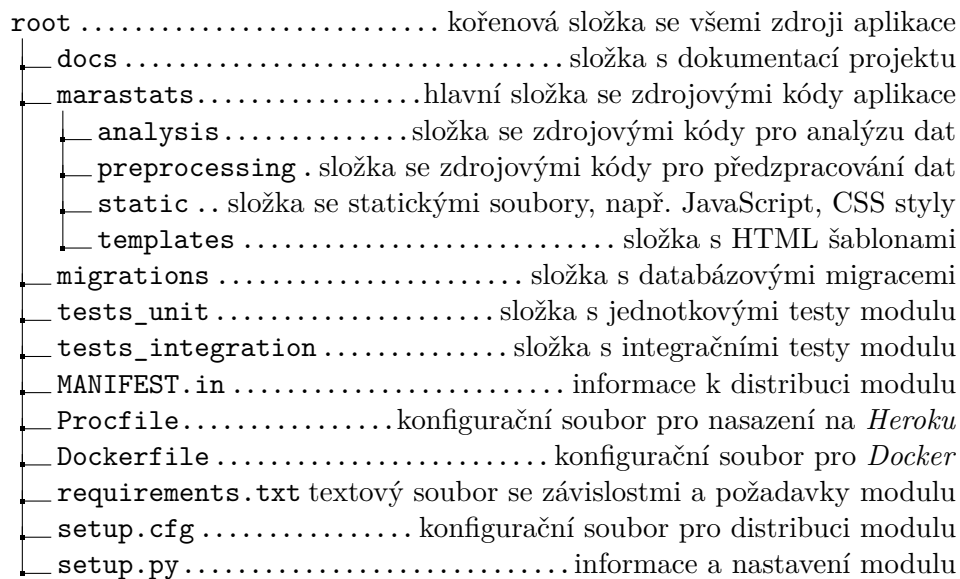 root ........................... kořenová složka se všemi zdroji aplikace
docs .................................. složka s dokumentací projektu
marastats ................. hlavní složka se zdrojovými kódy aplikace
analysis .............. složka se zdrojovými kódy pro analýzu dat
preprocessing . složka se zdrojovými kódy pro předzpracování dat
static .. složka se statickými soubory, např. JavaScript, CSS styly
templates ............................ složka s HTML šablonami
migrations ....................... složka s databázovými migracemi
tests_unit ..................... složka s jednotkovými testy modulu
tests_integration .............. složka s integračními testy modulu
MANIFEST.in .......................... informace k distribuci modulu
Procfile ................ konfigurační soubor pro nasazení na Heroku
Dockerfile ......................... konfigurační soubor pro Docker
requirements.txt textový soubor se závislostmi a požadavky modulu
setup.cfg ................ konfigurační soubor pro distribuci modulu
setup.py ............................. informace a nastavení modulu